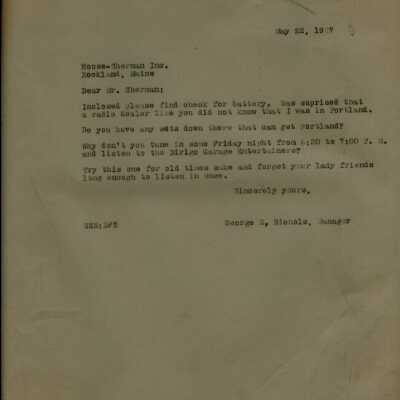 May 22, 1927
House-Sherman Inc.
Rockland, Maine
Dear Mr. Sherman:
Inclosed please find check for battery. Was suprised that
a radio dealer like you did not know that I was in Portland.
Do you have any sets down there that can get Portland?
Why don't you tune in some Friday night from 6:30 to 7:00 P. M.
and listen to the Dirigo Garage Entertainers?
Try this one for old times sake and forget your lady friends
long enough to listen in once.
Sincerely yours,
George E. Nichols, Manager